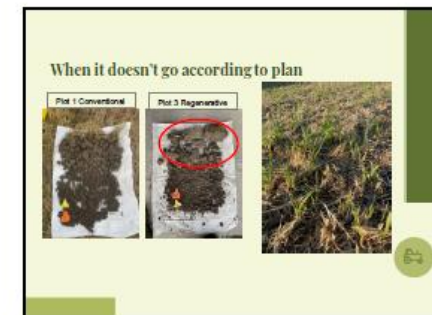 When it doesn't go according to plan
Plot 1 Conventional
Plot 3 Regenerative